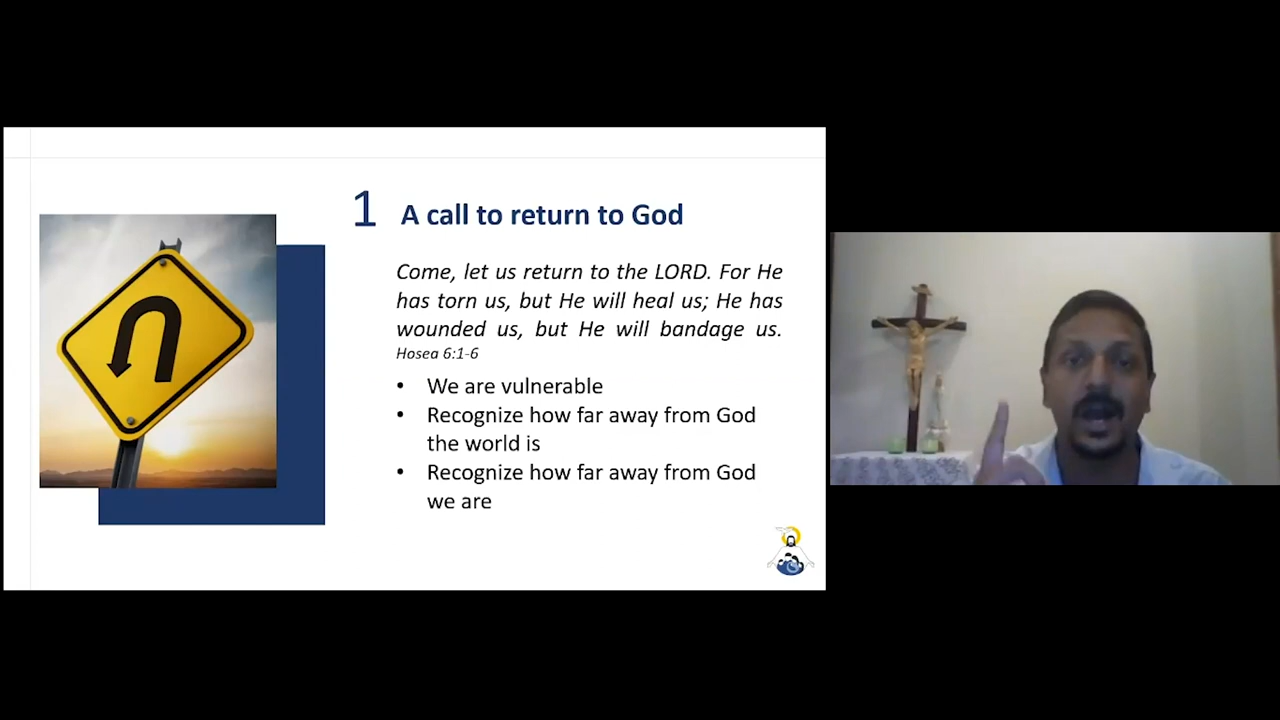 1 A call to return to God
Come, let us return to the LORD. For He
has torn us, but He will heal us; He has
wounded us, but He will bandage us.
Hosea 6:1-6
• We are vulnerable
• Recognize how far away from God
the world is
• Recognize how far away from God
we are